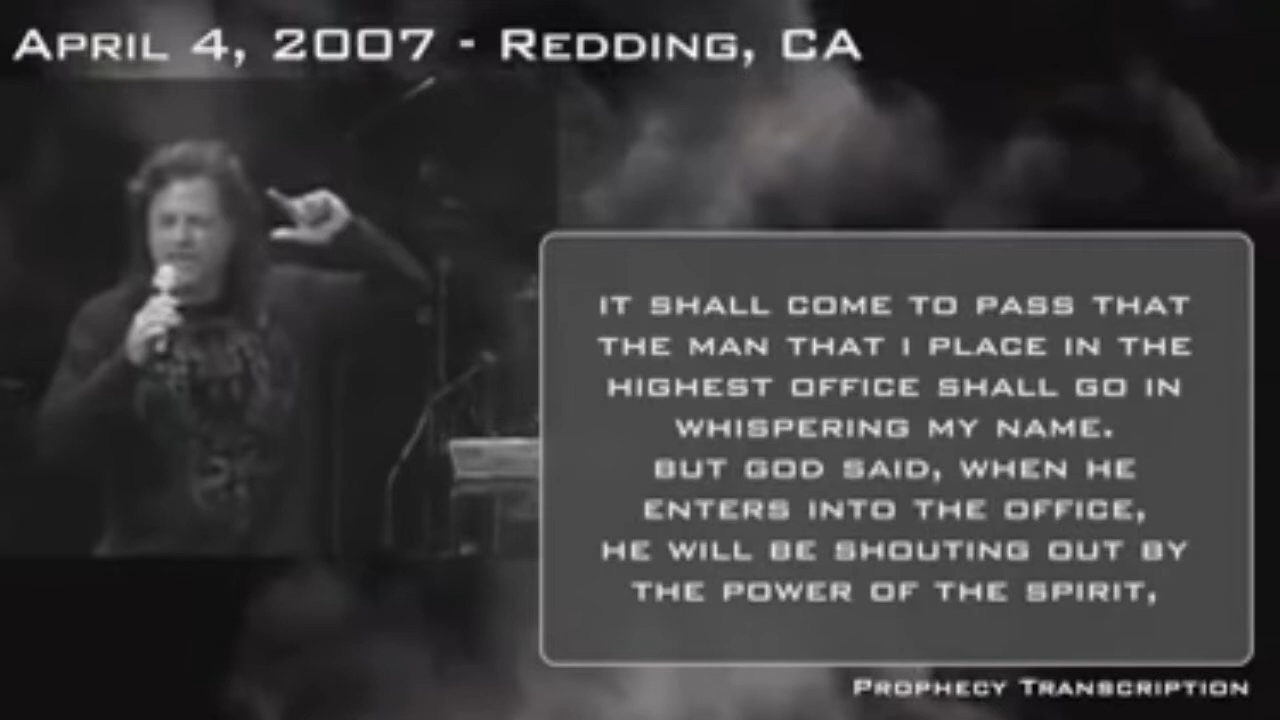 April 4, 2007 - Redding, CA
IT SHALL COME TO PASS THAT
THE MAN THAT I PLACE IN THE
HIGHEST OFFICE SHALL GO IN
WHISPERING MY NAME.
BUT GOD SAID, WHEN HE
ENTERS INTO THE OFFICE,
HE WILL BE SHOUTING OUT BY
THE POWER OF THE SPIRIT,
Prophecy Transcription